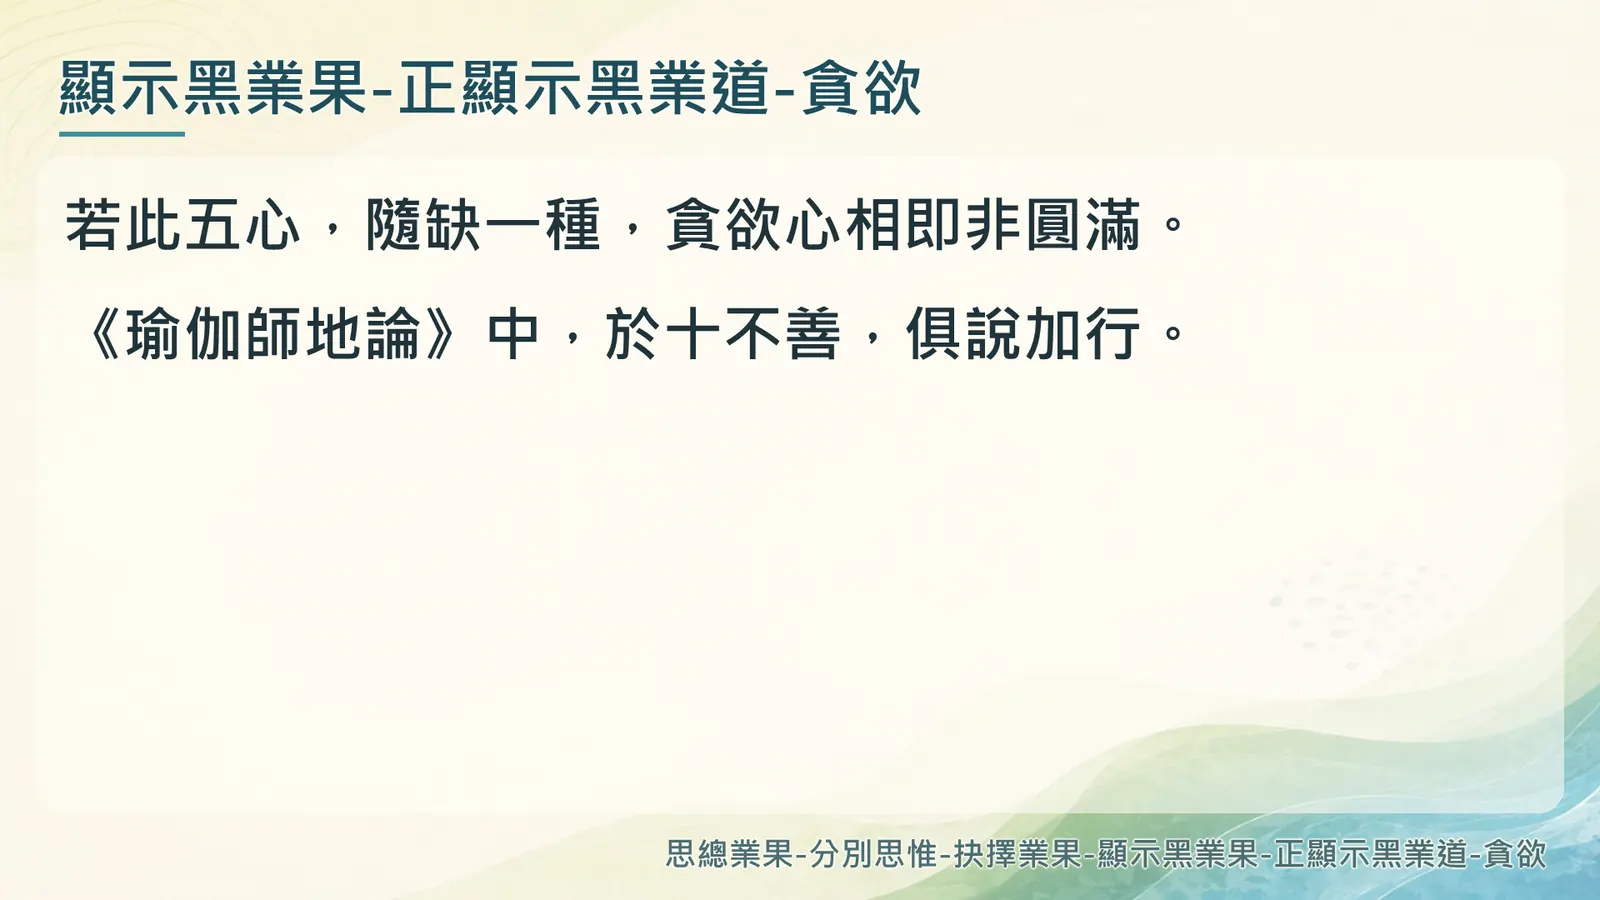 顯示黑業果-正顯示黑業道-貪欲
若此五心，隨缺一種，貪欲心相即非圓滿。
《瑜伽師地論》中，於十不善，俱說加行。
思總業果-分別思惟-抉擇業果-顯示黑業果-正顯示黑業道-貪欲